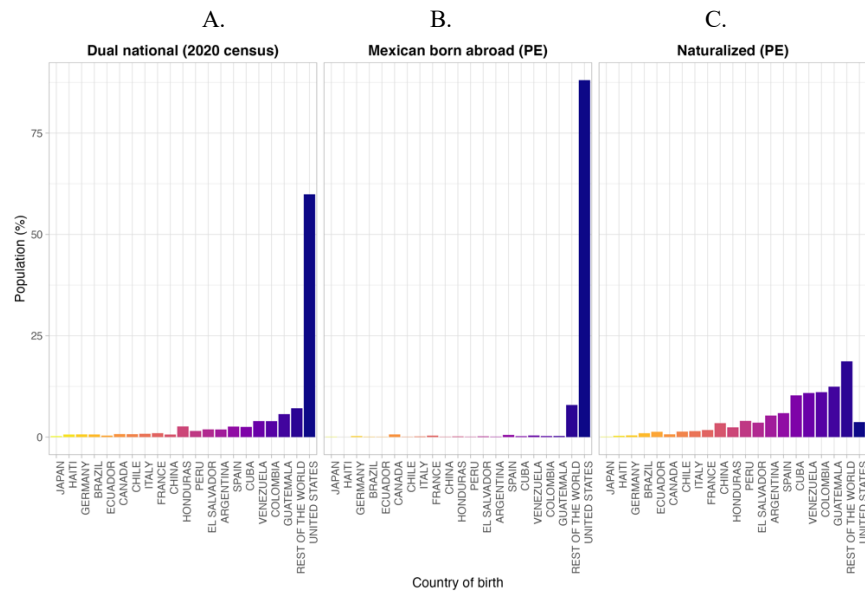 A.
B.
C.
Dual national (2020 census)
Mexican born abroad (PE)
Naturalized (PE)
Population (%)
75
50
25
0
JAPAN
HAITI
GERMANY
BRAZIL
ECUADOR
CANADA
CHILE
ITALY
FRANCE
CHINA
HONDURAS
PERU
EL SALVADOR
ARGENTINA
SPAIN
CUBA
VENEZUELA
COLOMBIA
GUATEMALA
REST OF THE WORLD
UNITED STATES
JAPAN
HAITI
GERMANY
BRAZIL
ECUADOR
CANADA
CHILE
ITALY
FRANCE
CHINA
HONDURAS
PERU
EL SALVADOR
ARGENTINA
SPAIN
CUBA
VENEZUELA
COLOMBIA
GUATEMALA
REST OF THE WORLD
UNITED STATES
JAPAN
HAITI
GERMANY
BRAZIL
ECUADOR
CANADA
CHILE
ITALY
FRANCE
CHINA
HONDURAS
PERU
EL SALVADOR
ARGENTINA
SPAIN
CUBA
VENEZUELA
COLOMBIA
GUATEMALA
REST OF THE WORLD
UNITED STATES
Country of birth